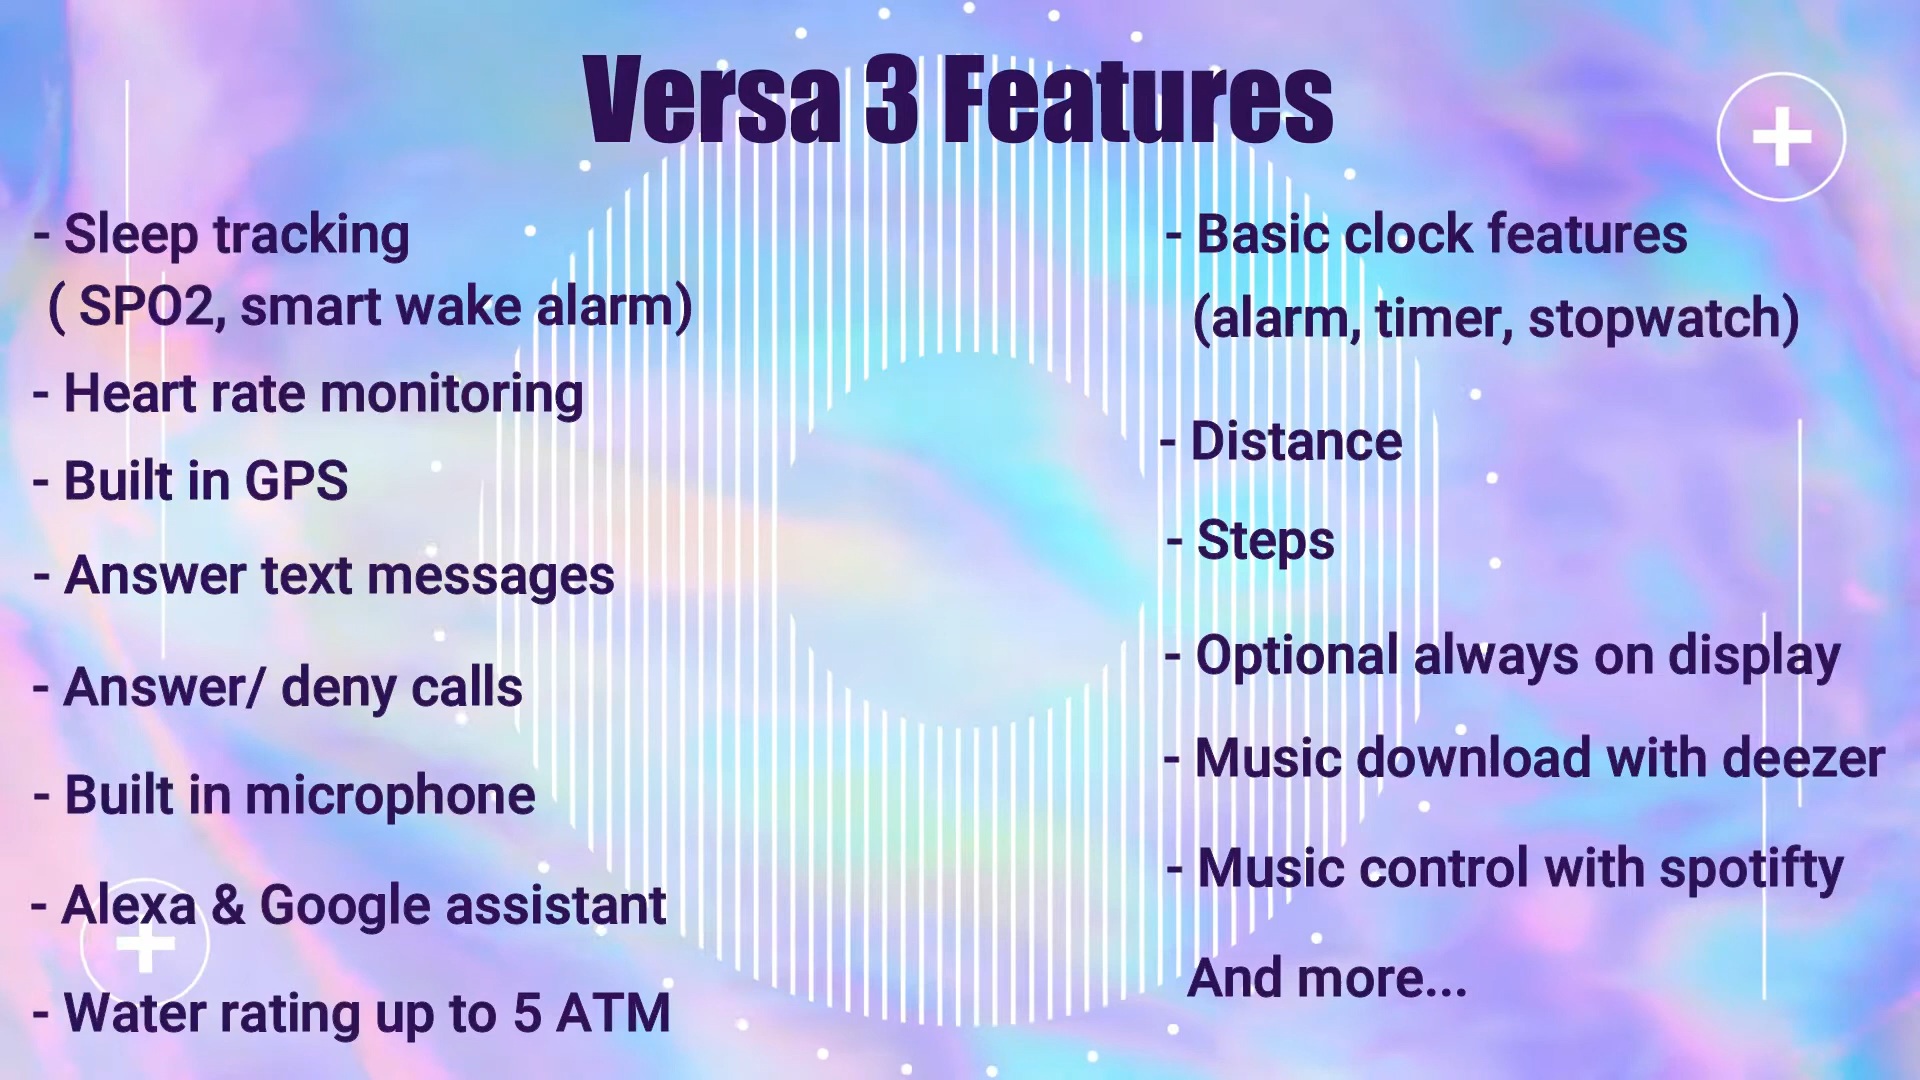 Versa 3 Features
- Sleep tracking
( SPO2, smart wake alarm)
- Heart rate monitoring
- Built in GPS
- Answer text messages
- Answer/ deny calls
- Built in microphone
- Alexa & Google assistant
- Water rating up to 5 ATM
- Basic clock features
(alarm, timer, stopwatch)
- Distance
- Steps
- Optional always on display
- Music download with deezer
- Music control with spotifty
And more...